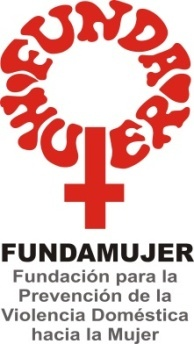 FUNDAMUJER
FUNDAMUJER
Fundación para la
Prevención de la
Violencia Doméstica
hacia la Mujer